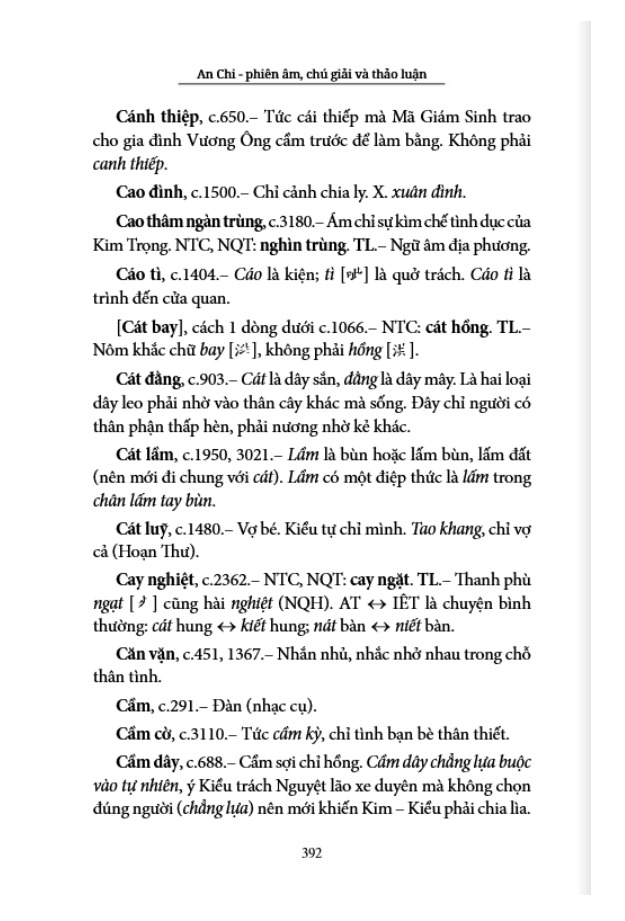 An Chi - phiên âm, chú giải và thảo luận
Cánh thiệp, c.650.– Tức cái thiếp mà Mã Giám Sinh trao
cho gia đình Vương Ông cầm trước để làm bằng. Không phải
canh thiếp.
Cao đình, c.1500.– Chỉ cảnh chia ly. X. xuân đình.
Cao thâm ngàn trùng, c.3180.– Ám chỉ sự kìm chế tình dục của
Kim Trọng. NTC, NQT: nghìn trùng. TL.– Ngữ âm địa phương.
Cáo tì, c.1404.– Cáo là kiện; tì [] là quở trách. Cáo tì là
trình đến cửa quan.
[Cát bay], cách 1 dòng dưới c.1066.– NTC: cát hồng. TL.–
Nôm khắc chữ bay [], không phải hồng [].
Cát đằng, c.903.– Cát là dây sắn, đằng là dây mây. Là hai loại
dây leo phải nhờ vào thân cây khác mà sống. Đây chỉ người có
thân phận thấp hèn, phải nương nhờ kẻ khác.
Cát lầm, c.1950, 3021.– Lầm là bùn hoặc lấm bùn, lấm đất
(nên mới đi chung với cát). Lầm có một điệp thức là lấm trong
chân lấm tay bùn.
Cát luỹ, c.1480.– Vợ bé. Kiều tự chỉ mình. Tao khang, chỉ vợ
cả (Hoạn Thư).
Cay nghiệt, c.2362.– NTC, NQT: cay ngặt. TL.– Thanh phù
ngạt [] cũng hài nghiệt (NQH). AT ↔ IÊT là chuyện bình
thường: cát hung ↔ kiết hung; nát bàn ↔ niết bàn.
Căn vặn, c.451, 1367.– Nhắn nhủ, nhắc nhở nhau trong chỗ
thân tình.
Cầm, c.291.– Đàn (nhạc cụ).
Cầm cờ, c.3110.– Tức cầm kỳ, chỉ tình bạn bè thân thiết.
Cầm dây, c.688.– Cầm sợi chỉ hồng. Cầm dây chẳng lựa buộc
vào tự nhiên, ý Kiều trách Nguyệt lão xe duyên mà không chọn
đúng người (chẳng lựa) nên mới khiến Kim – Kiều phải chia lìa.
392